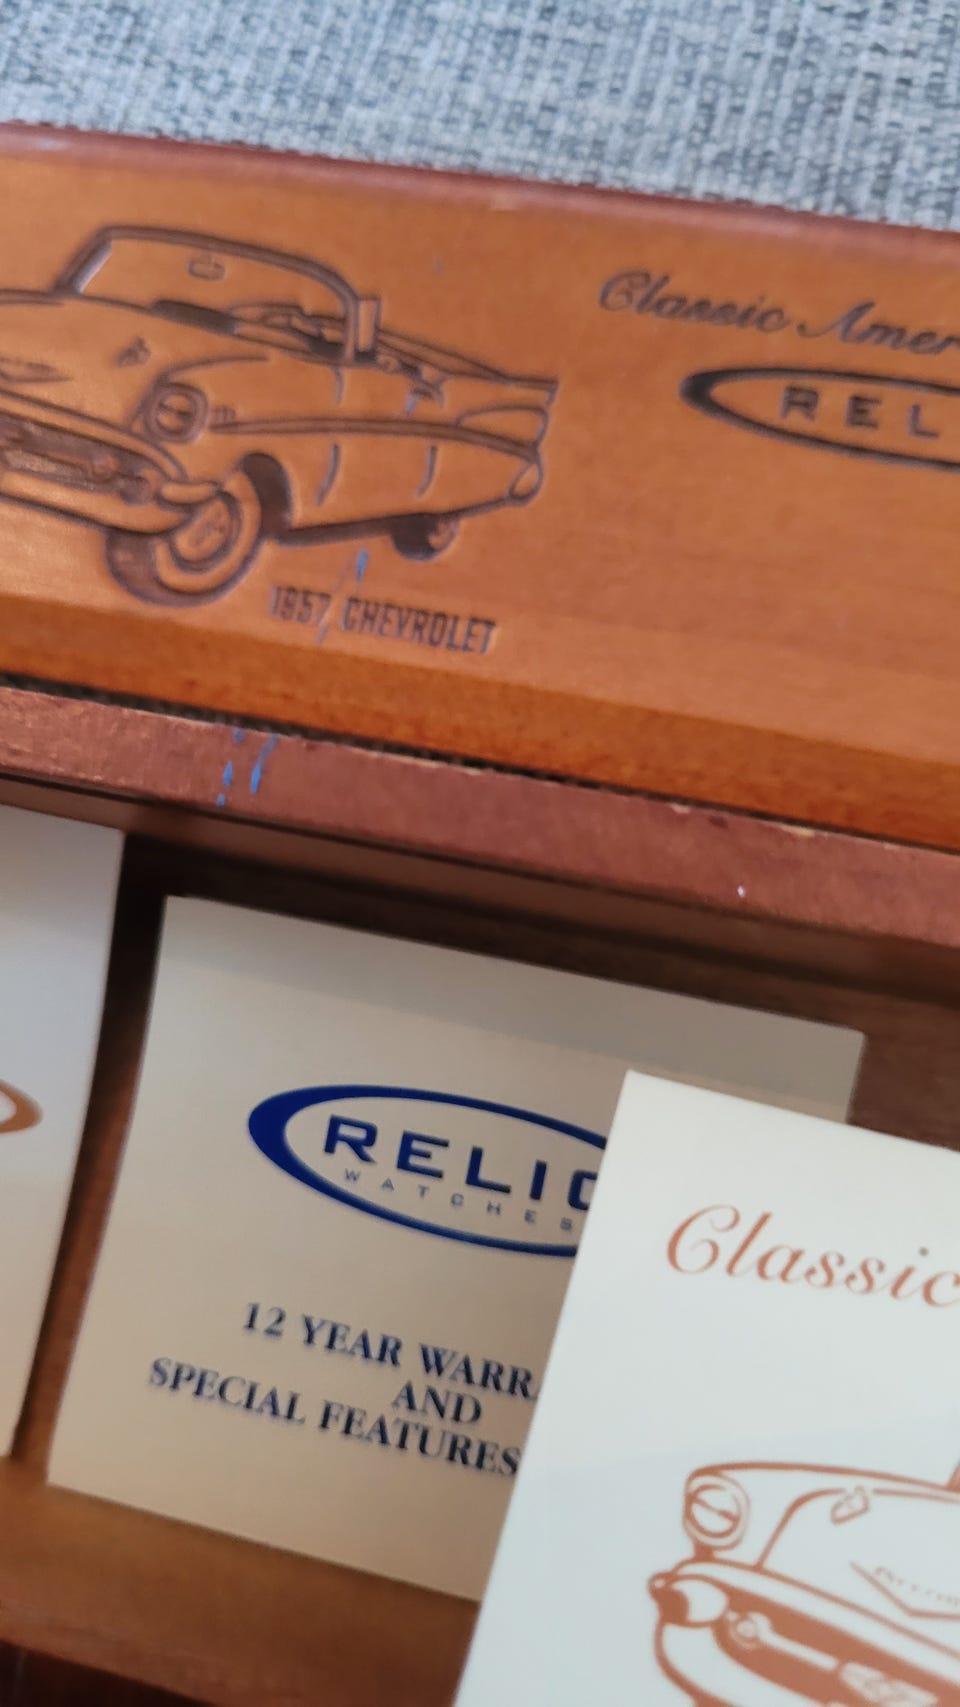 Classic Amer
REL
1957 CHEVROLET
RELIC
WATCHES
12 YEAR WARRA
AND
SPECIAL FEATURES
Classic